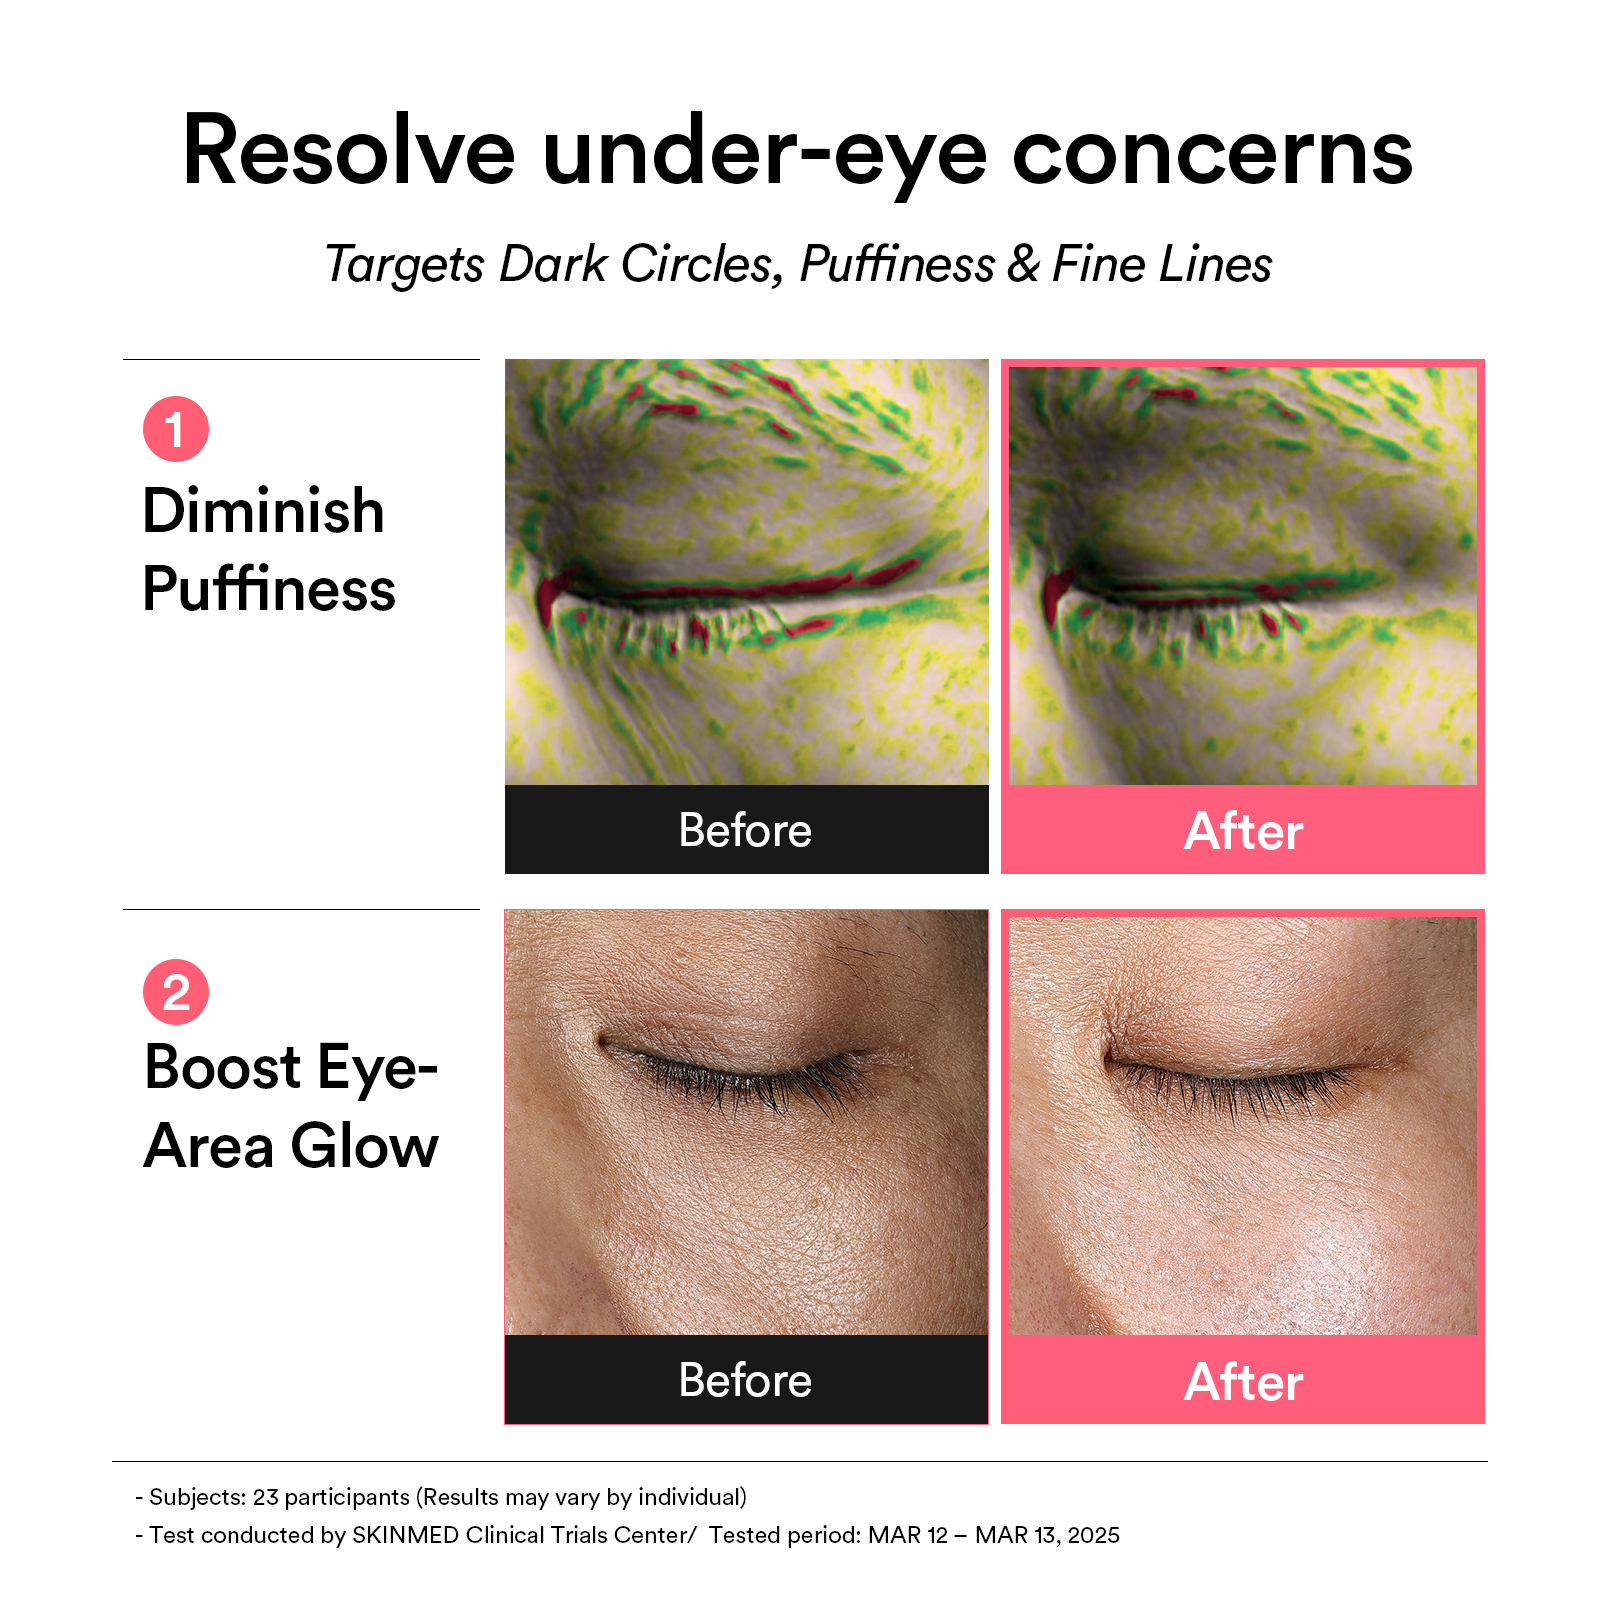 Resolve under-eye concerns
Targets Dark Circles, Puffiness & Fine Lines
1
Diminish
Puffiness
Before
After
2
Boost Eye-
Area Glow
Before
After
- Subjects: 23 participants (Results may vary by individual)
- Test conducted by SKINMED Clinical Trials Center/ Tested period: MAR 12 – MAR 13, 2025